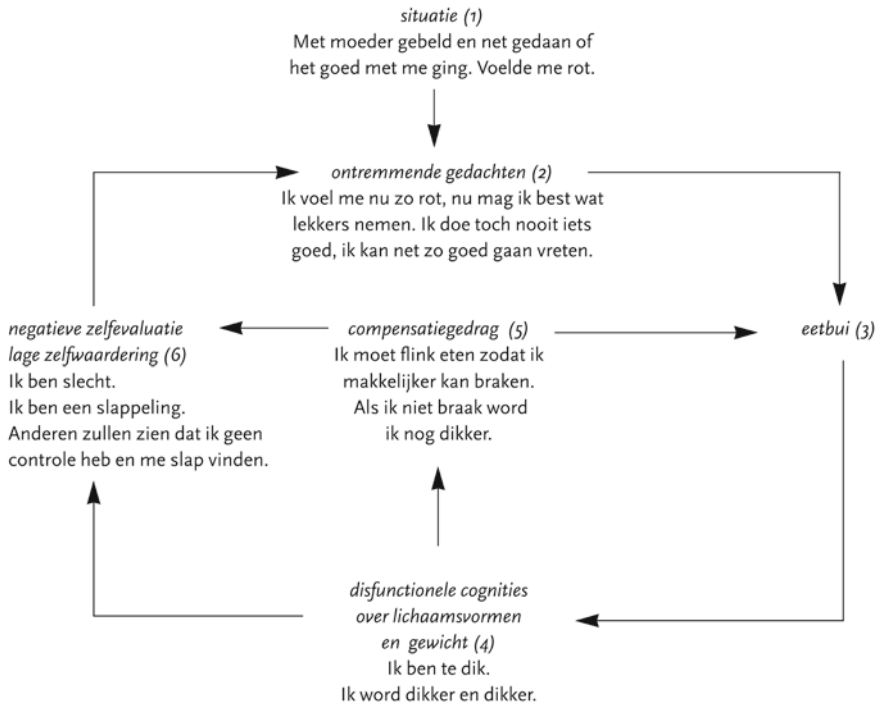 situatie (1)
Met moeder gebeld en net gedaan of
het goed met me ging. Voelde me rot.
ontremmende gedachten (2)
Ik voel me nu zo rot, nu mag ik best wat
lekkers nemen. Ik doe toch nooit iets
goed, ik kan net zo goed gaan vreten.
negatieve zelfevaluatie
lage zelfwaardering (6)
Ik ben slecht.
Ik ben een slappeling.
Anderen zullen zien dat ik geen
controle heb en me slap vinden.
compensatiegedrag (5)
Ik moet flink eten zodat ik
makkelijker kan braken.
Als ik niet braak word
ik nog dikker.
eetbui (3)
disfunctionele cognities
over lichaamsvormen
en gewicht (4)
Ik ben te dik.
Ik word dikker en dikker.